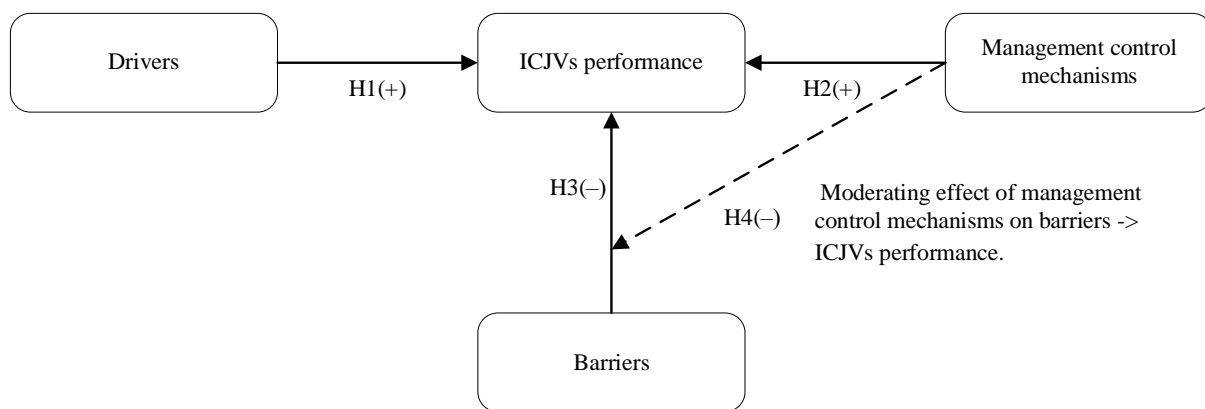 Drivers
ICJVs performance
Management control
mechanisms
H1(+)
H2(+)
H3(–)
H4(–)
Moderating effect of management
control mechanisms on barriers ->
ICJVs performance.
Barriers